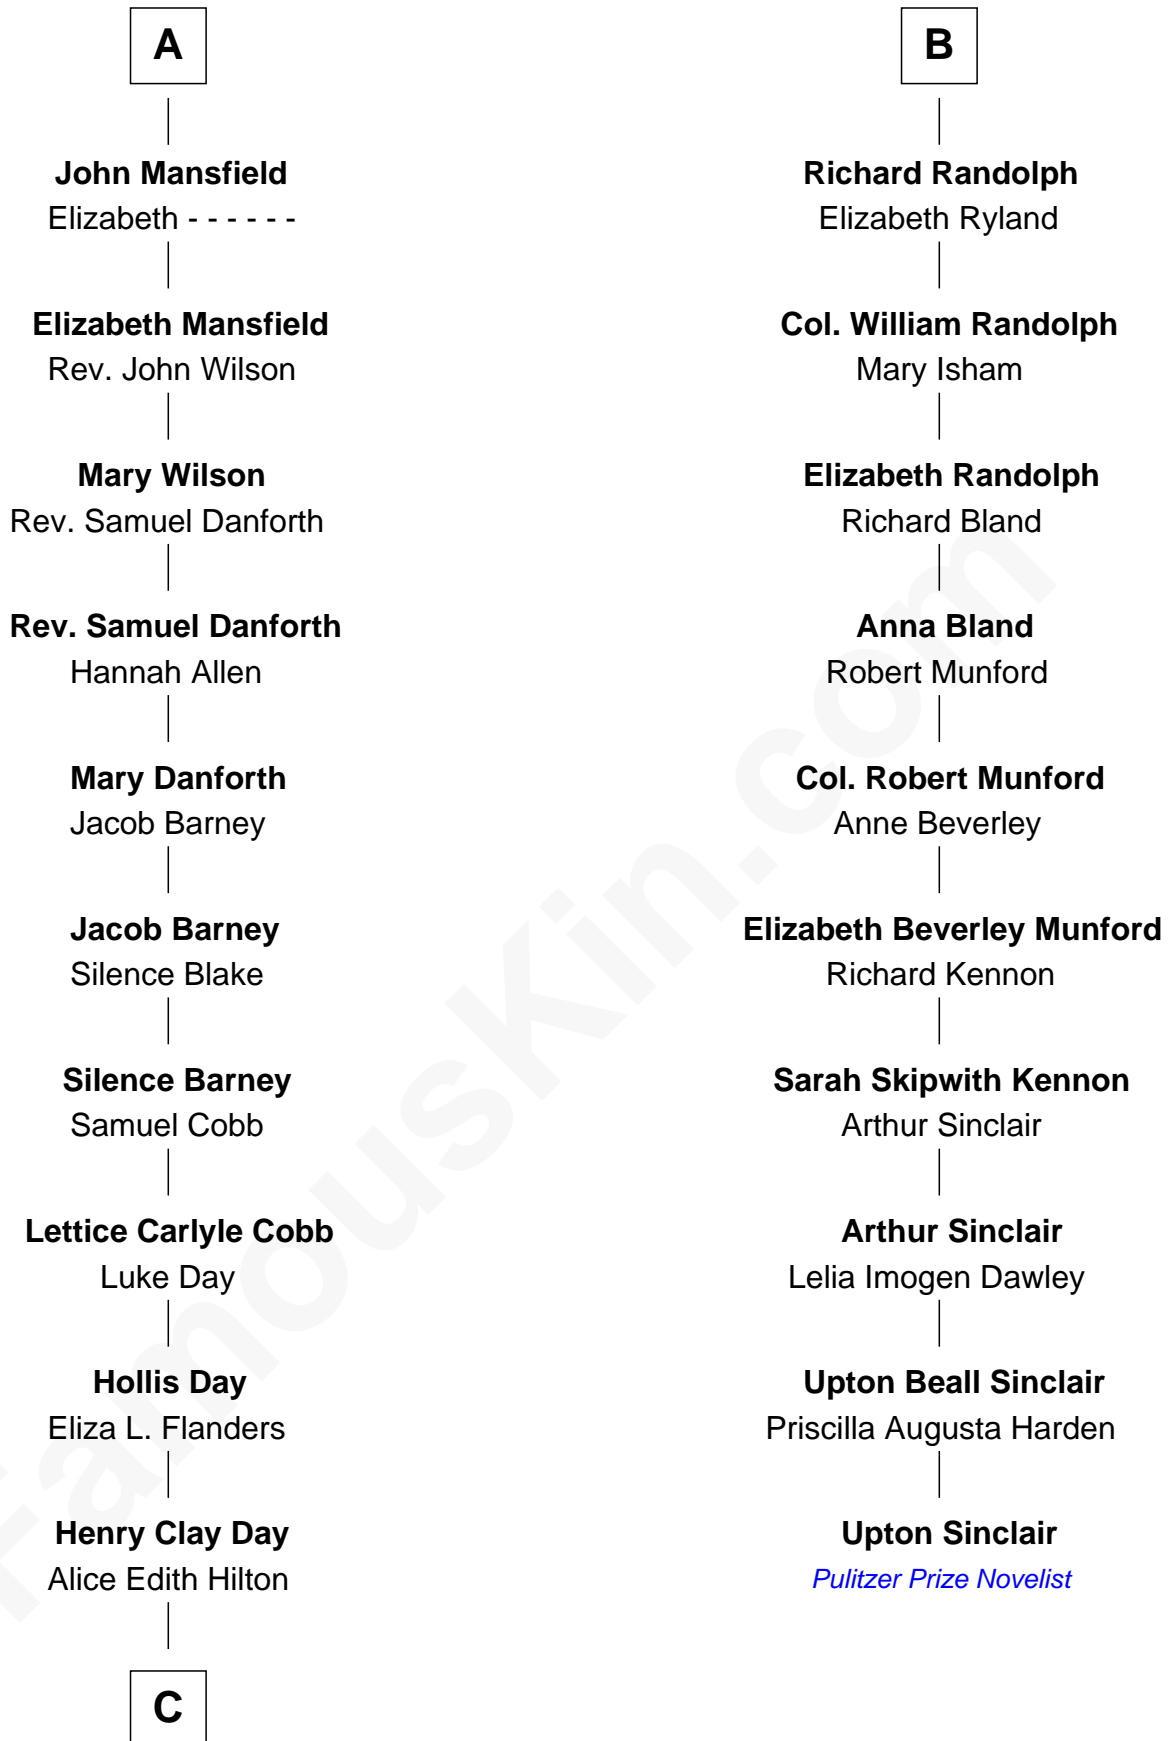 A
John Mansfield
Elizabeth - - - - - -
Elizabeth Mansfield
Rev. John Wilson
Mary Wilson
Rev. Samuel Danforth
Rev. Samuel Danforth
Hannah Allen
Mary Danforth
Jacob Barney
Jacob Barney
Silence Blake
Silence Barney
Samuel Cobb
Lettice Carlyle Cobb
Luke Day
Hollis Day
Eliza L. Flanders
Henry Clay Day
Alice Edith Hilton
C
B
Richard Randolph
Elizabeth Ryland
Col. William Randolph
Mary Isham
Elizabeth Randolph
Richard Bland
Anna Bland
Robert Munford
Col. Robert Munford
Anne Beverley
Elizabeth Beverley Munford
Richard Kennon
Sarah Skipwith Kennon
Arthur Sinclair
Arthur Sinclair
Lelia Imogen Dawley
Upton Beall Sinclair
Priscilla Augusta Harden
Upton Sinclair
Pulitzer Prize Novelist
FamousKin.com